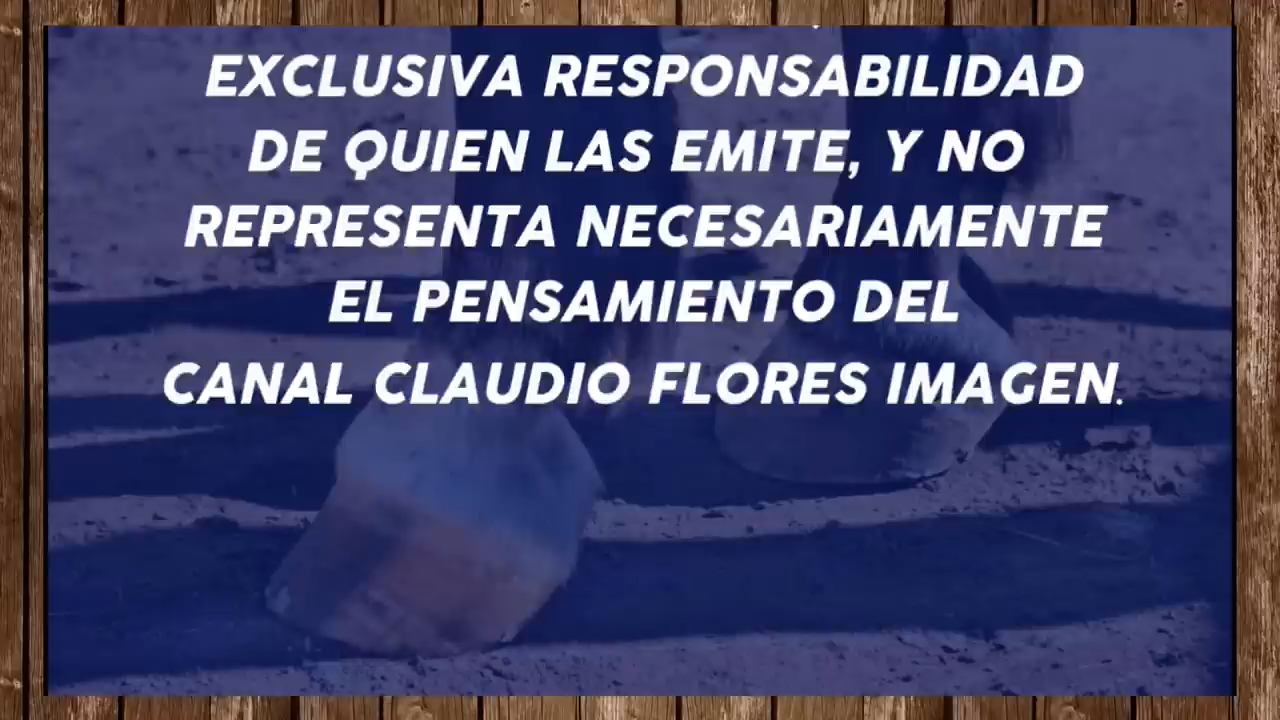 EXCLUSIVA RESPONSABILIDAD
DE QUIEN LAS EMITE, Y NO
REPRESENTA NECESARIAMENTE
EL PENSAMIENTO DEL
CANAL CLAUDIO FLORES IMAGEN.